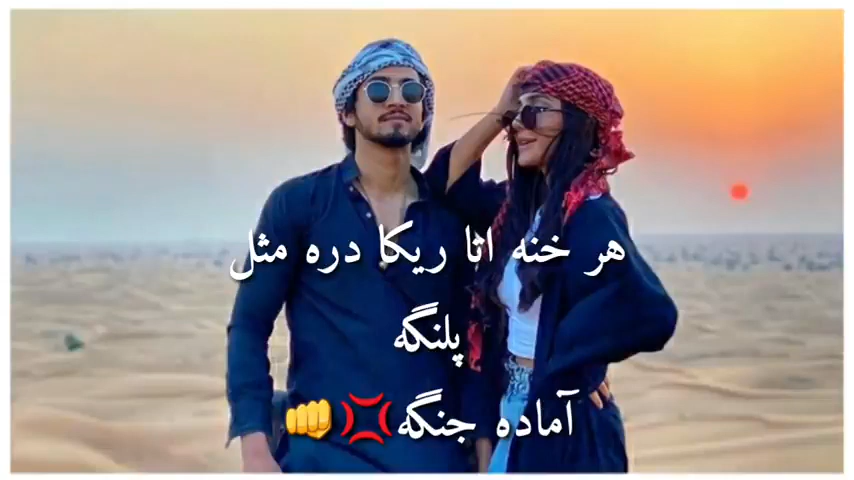 هر خنه اتا ریکا دره مثل
پلنگه
آماده جنگه💢👊